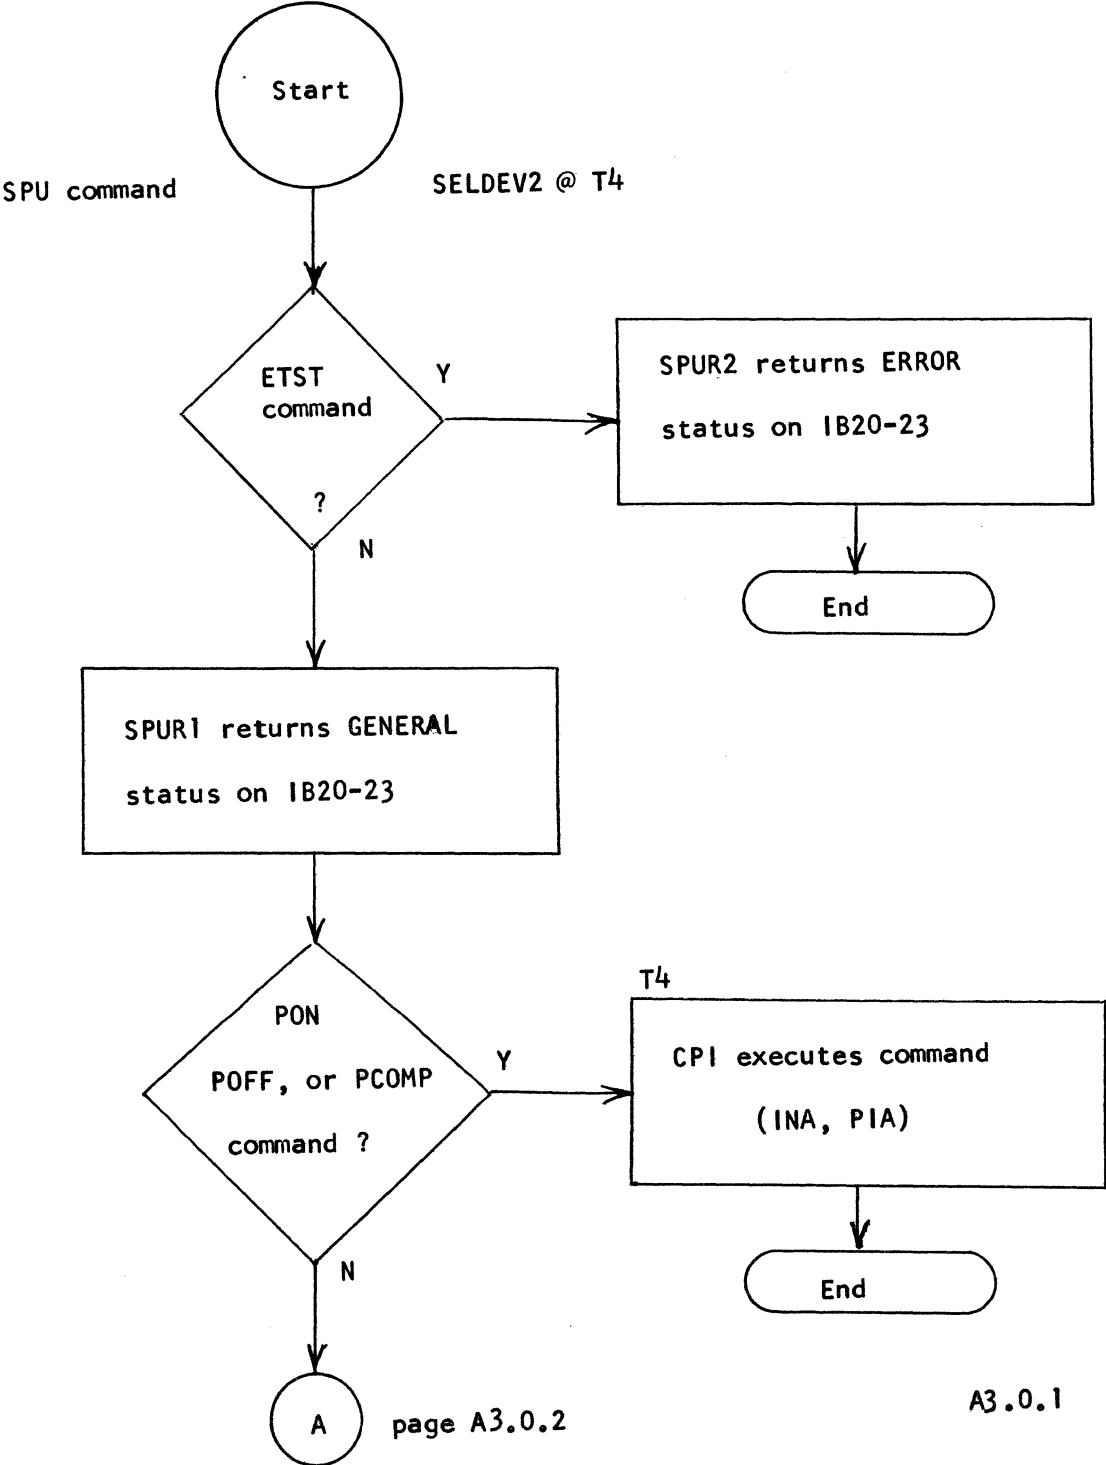 Start
SPU command
SELDEV2 @ T4
ETST
command
?
Y
N
SPUR2 returns ERROR
status on IB20-23
End
SPUR1 returns GENERAL
status on IB20-23
PON
POFF, or PCOMP
command ?
Y
N
T4
CPI executes command
(INA, PIA)
End
A
page A3.0.2
A3.0.1